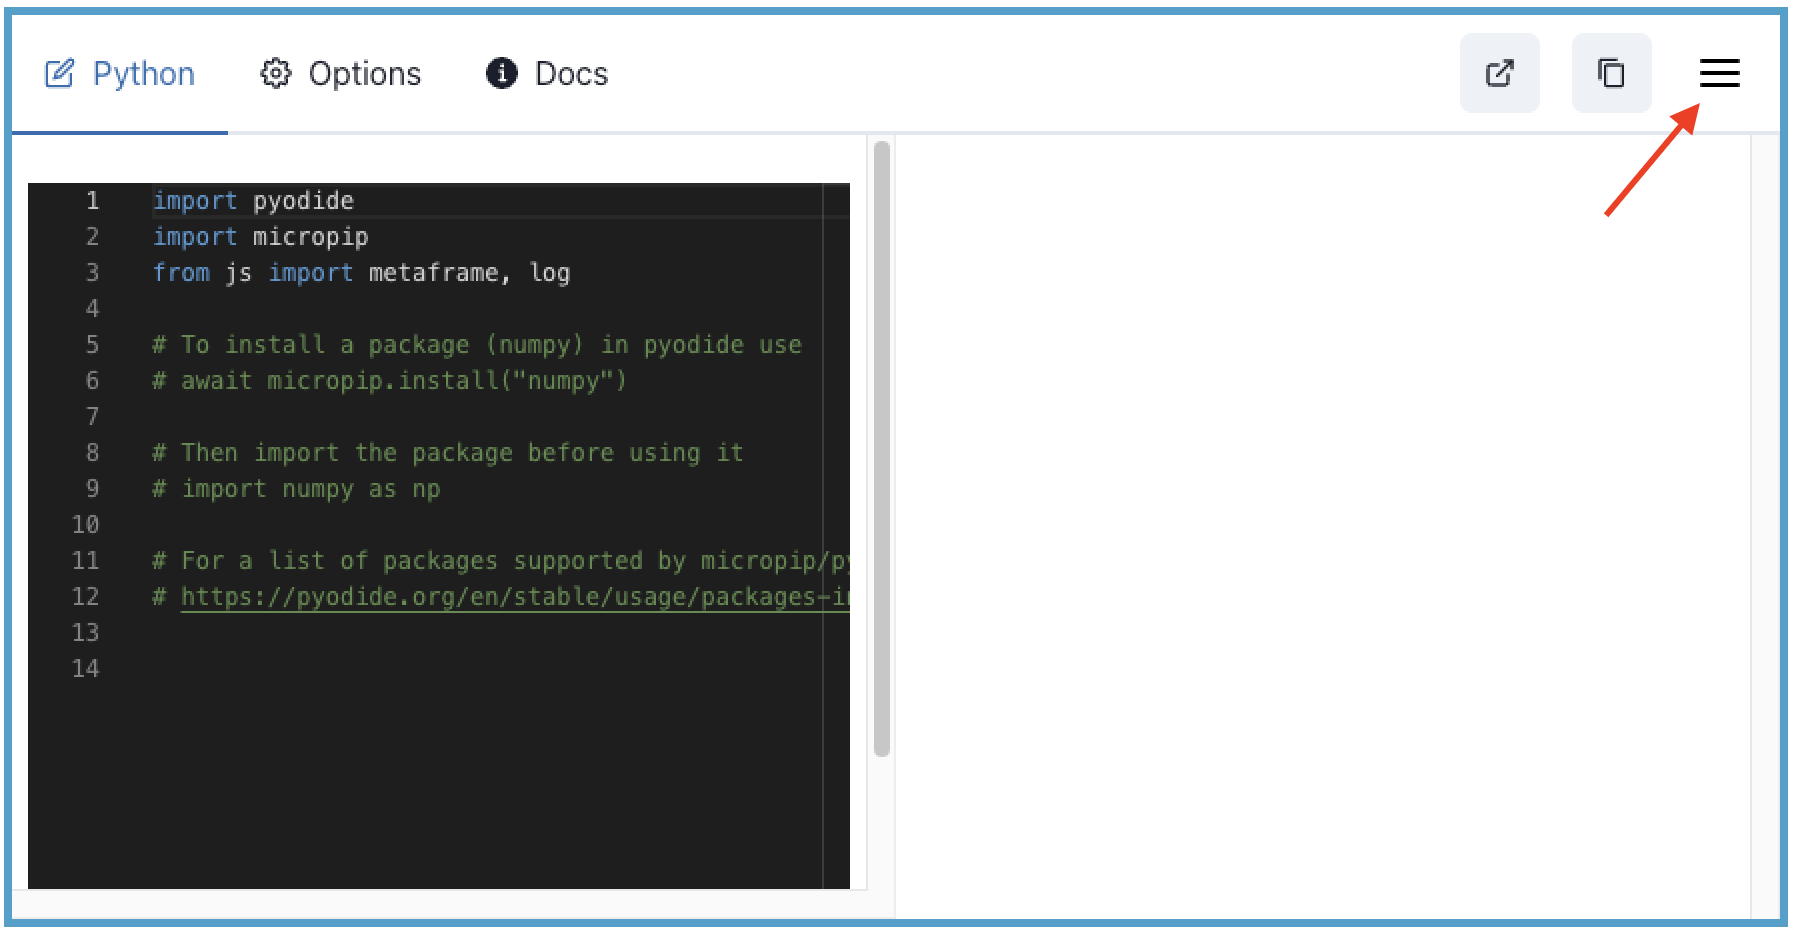 Python
Options
Docs
1 import pyodide
2 import micropip
3 from js import metaframe, log
4
5 # To install a package (numpy) in pyodide use
6 # await micropip.install("numpy")
7
8 # Then import the package before using it
9 # import numpy as np
10
11 # For a list of packages supported by micropip/py
12 # https://pyodide.org/en/stable/usage/packages-in
13
14